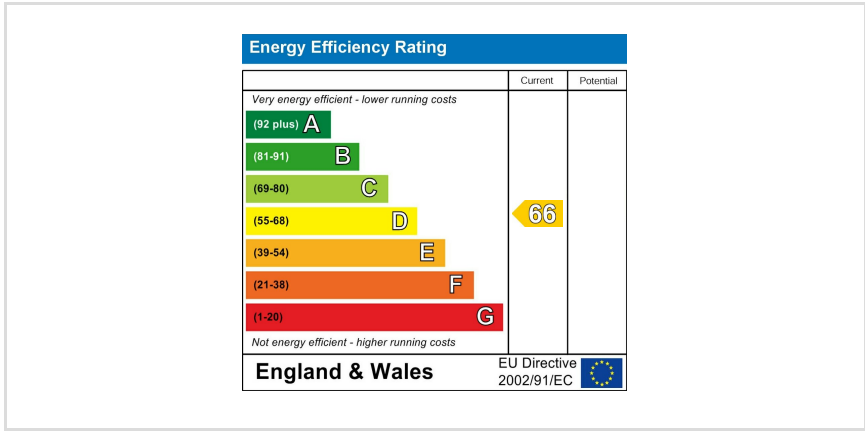 Energy Efficiency Rating
Current Potential
Very energy efficient - lower running costs
(92 plus) A
(81-91) B
(69-80) C
(55-68) D
66
(39-54) E
(21-38) F
(1-20) G
Not energy efficient - higher running costs
England & Wales
EU Directive
2002/91/EC